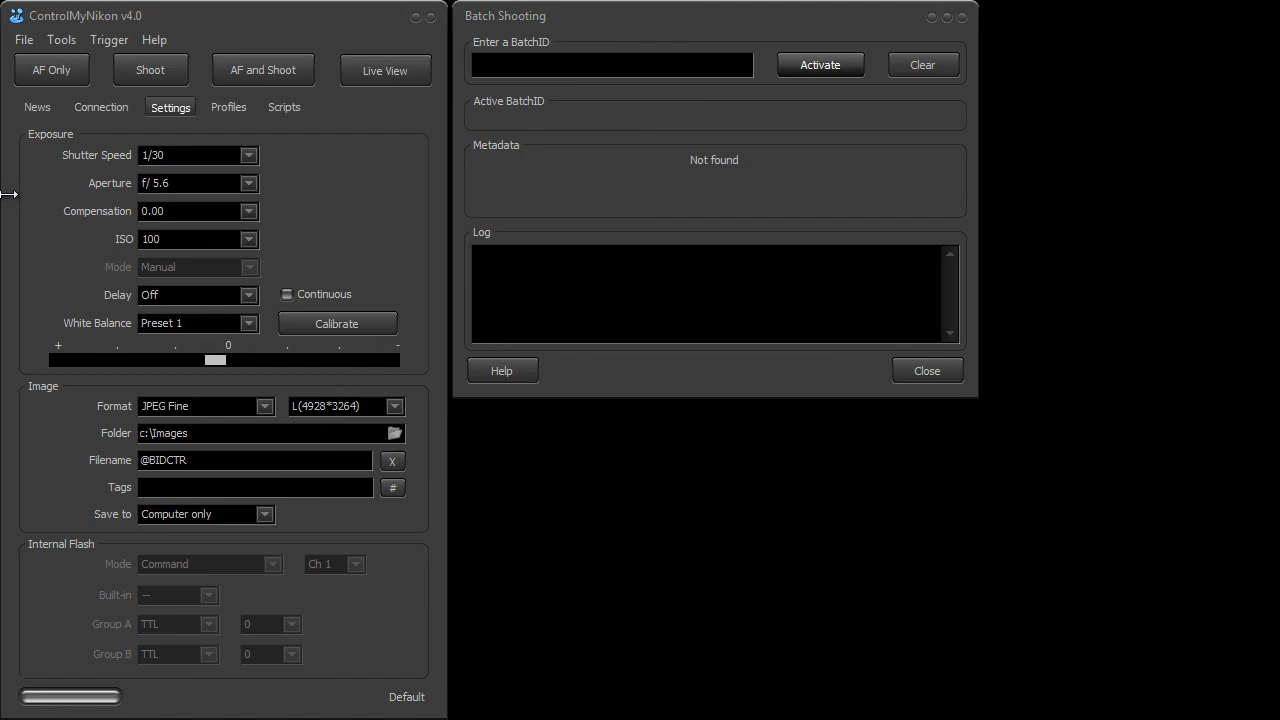 ControlMyNikon v4.0
File Tools Trigger Help
AF Only Shoot AF and Shoot Live View
News Connection Settings Profiles Scripts
Exposure
Shutter Speed 1/30
Aperture f/ 5.6
Compensation 0.00
ISO 100
Mode Manual
Delay Off Continuous
White Balance Preset 1 Calibrate
+ . . 0 . . -
Image
Format JPEG Fine L(4928*3264)
Folder c:\Images
Filename @BIDCTR X
Tags #
Save to Computer only
Internal Flash
Mode Command Ch 1
Built-in --
Group A TTL 0
Group B TTL 0
Default
Batch Shooting
Enter a BatchID
Activate Clear
Active BatchID
Metadata
Not found
Log
Help Close